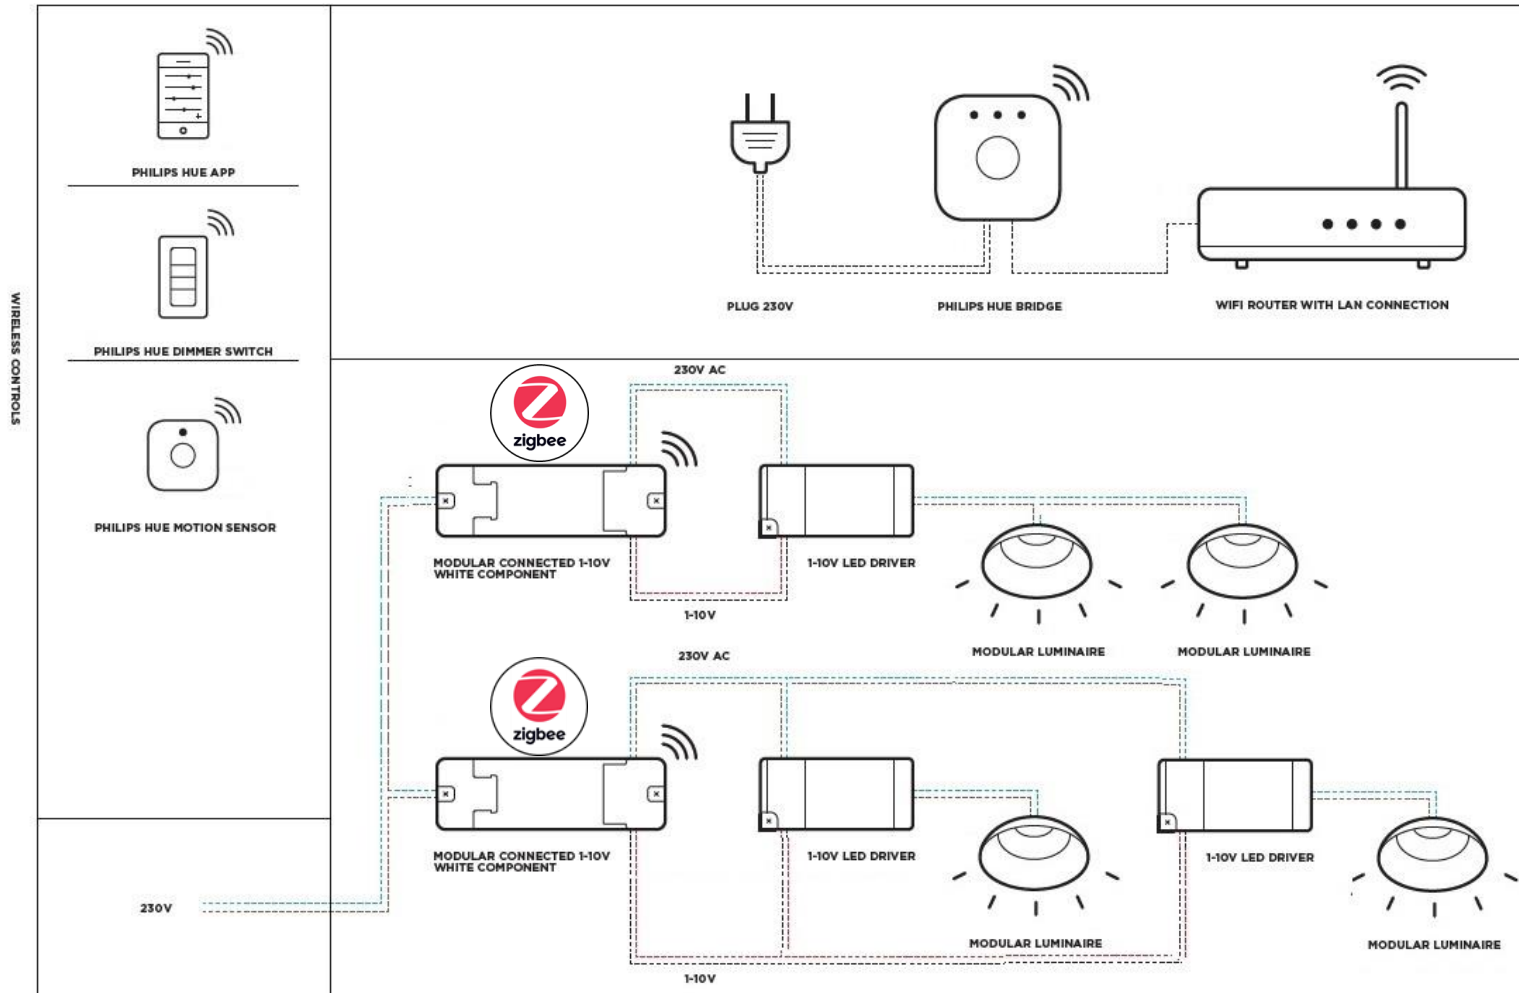 WIRELESS CONTROLS
PHILIPS HUE APP
PHILIPS HUE DIMMER SWITCH
PHILIPS HUE MOTION SENSOR
230V
PLUG 230V
PHILIPS HUE BRIDGE
WIFI ROUTER WITH LAN CONNECTION
230V AC
zigbee
MODULAR CONNECTED 1-10V
WHITE COMPONENT
1-10V LED DRIVER
1-10V
MODULAR LUMINAIRE
MODULAR LUMINAIRE
230V AC
zigbee
MODULAR CONNECTED 1-10V
WHITE COMPONENT
1-10V LED DRIVER
1-10V LED DRIVER
MODULAR LUMINAIRE
MODULAR LUMINAIRE
1-10V